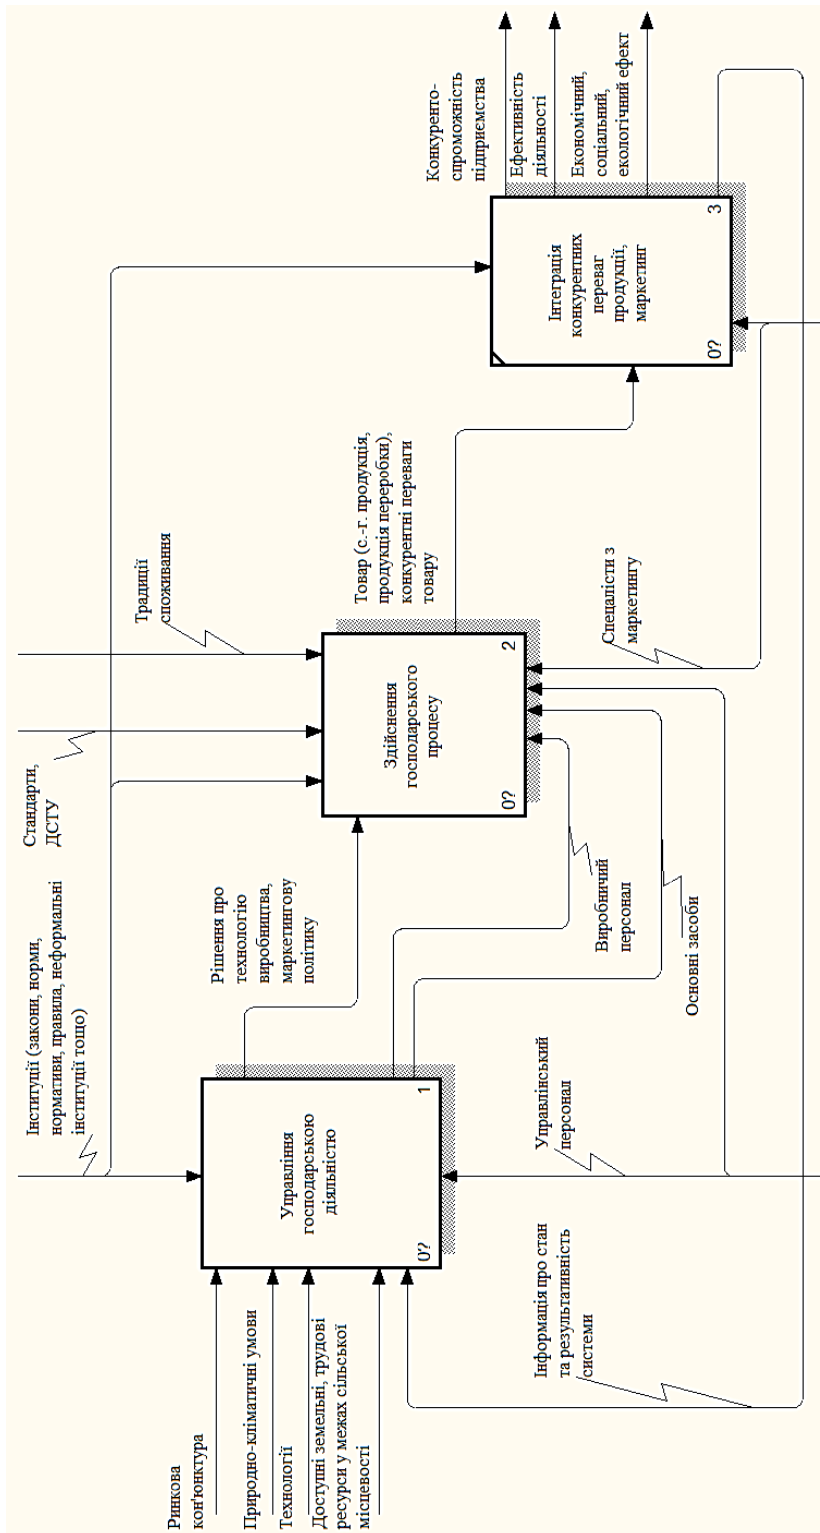 Інституції (закони, норми,
нормативи, правила, неформальні
інституції тощо)
Стандарти,
ДСТУ
Традиції
споживання
Ринкова
кон'юнктура
Природно-кліматичні умови
Технології
Доступні земельні, трудові
ресурси у межах сільської
місцевості
Управління
господарською
діяльністю
0?
1
Рішення про
технологію
виробництва,
маркетингову
політику
Здійснення
господарського
процесу
0?
2
Товар (с.-г. продукція,
продукція переробки),
конкурентні переваги
товару
Інтеграція
конкурентних
переваг
продукції,
маркетинг
0?
3
Конкуренто-
спроможність
підприємства
Ефективність
діяльності
Економічний,
соціальний,
екологічний ефект
Інформація про стан
та результативність
системи
Управлінський
персонал
Основні засоби
Виробничий
персонал
Спецалісти з
маркетингу